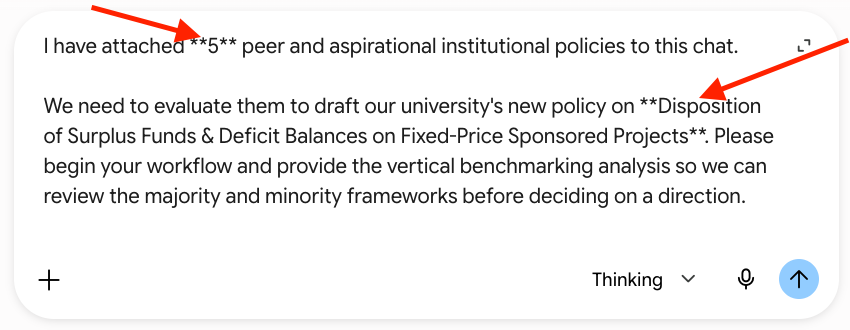 I have attached **5** peer and aspirational institutional policies to this chat.
We need to evaluate them to draft our university's new policy on **Disposition
of Surplus Funds & Deficit Balances on Fixed-Price Sponsored Projects**. Please
begin your workflow and provide the vertical benchmarking analysis so we can
review the majority and minority frameworks before deciding on a direction.
Thinking